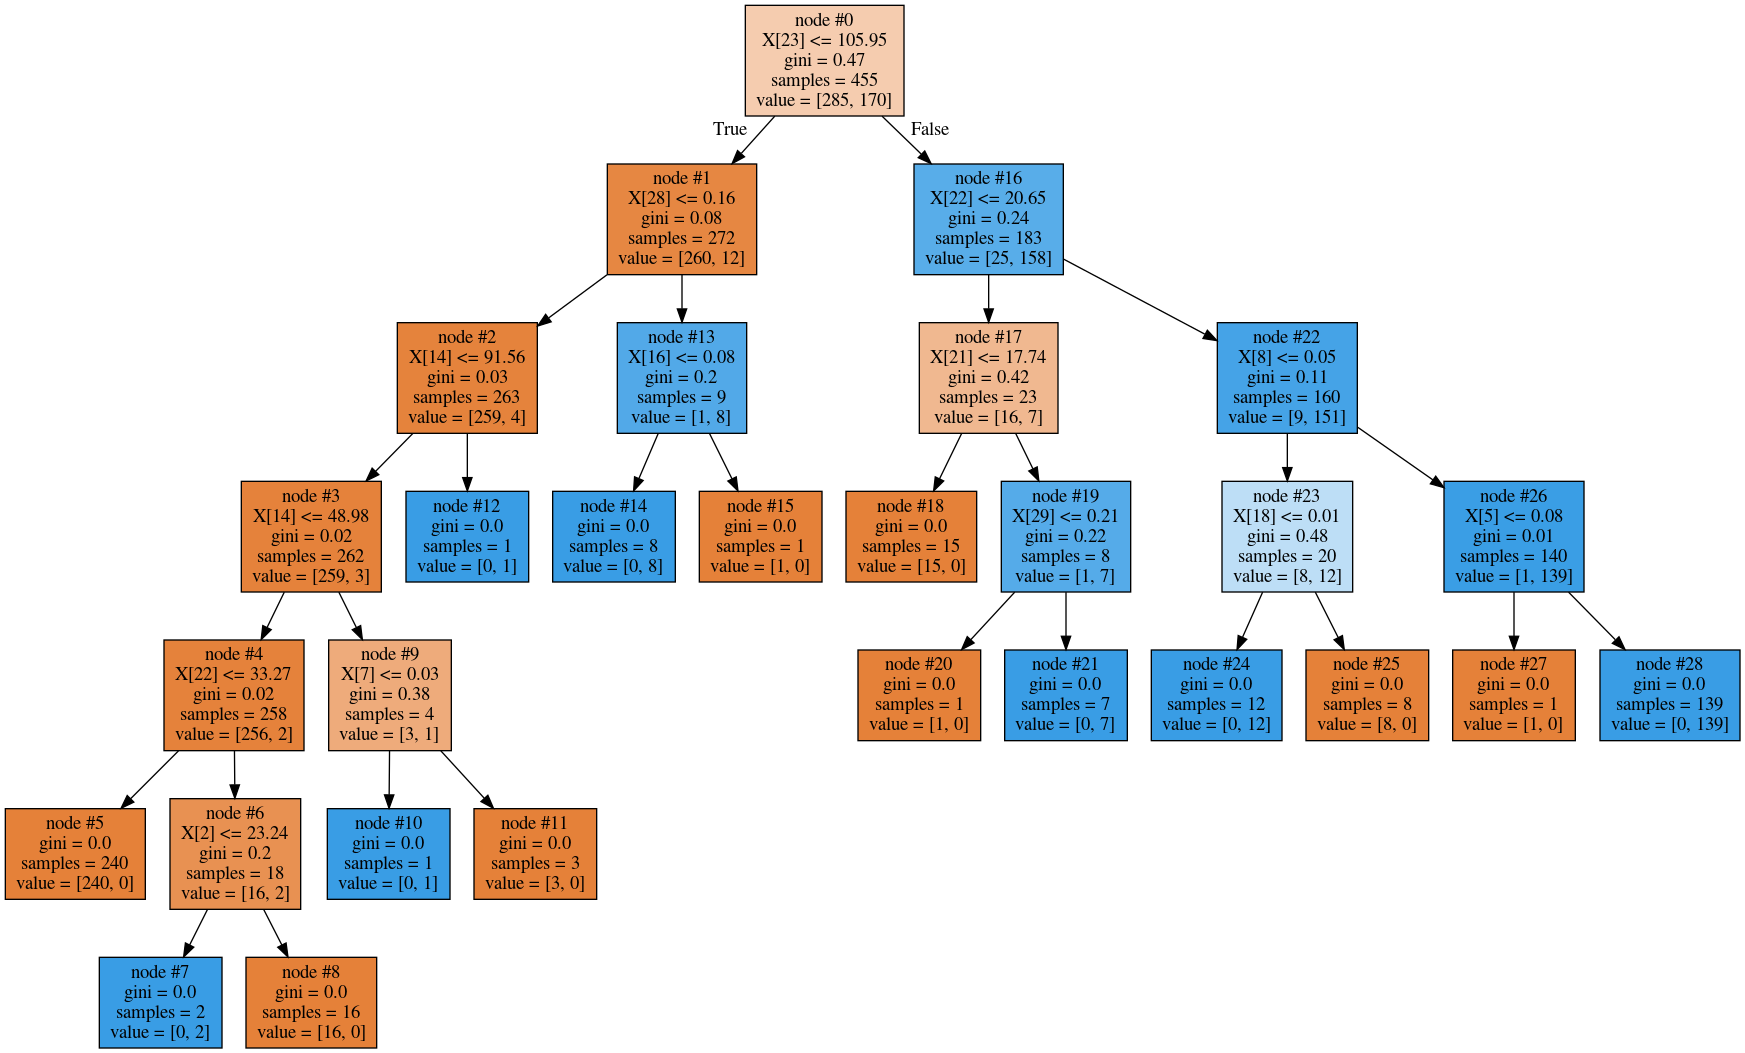 node #0
X[23] <= 105.95
gini = 0.47
samples = 455
value = [285, 170]
True
False
node #1
X[28] <= 0.16
gini = 0.08
samples = 272
value = [260, 12]
node #16
X[22] <= 20.65
gini = 0.24
samples = 183
value = [25, 158]
node #2
X[14] <= 91.56
gini = 0.03
samples = 263
value = [259, 4]
node #13
X[16] <= 0.08
gini = 0.2
samples = 9
value = [1, 8]
node #17
X[21] <= 17.74
gini = 0.42
samples = 23
value = [16, 7]
node #22
X[8] <= 0.05
gini = 0.11
samples = 160
value = [9, 151]
node #3
X[14] <= 48.98
gini = 0.02
samples = 262
value = [259, 3]
node #12
gini = 0.0
samples = 1
value = [0, 1]
node #14
gini = 0.0
samples = 8
value = [0, 8]
node #15
gini = 0.0
samples = 1
value = [1, 0]
node #18
gini = 0.0
samples = 15
value = [15, 0]
node #19
X[29] <= 0.21
gini = 0.22
samples = 8
value = [1, 7]
node #23
X[18] <= 0.01
gini = 0.48
samples = 20
value = [8, 12]
node #26
X[5] <= 0.08
gini = 0.01
samples = 140
value = [1, 139]
node #4
X[22] <= 33.27
gini = 0.02
samples = 258
value = [256, 2]
node #9
X[7] <= 0.03
gini = 0.38
samples = 4
value = [3, 1]
node #20
gini = 0.0
samples = 1
value = [1, 0]
node #21
gini = 0.0
samples = 7
value = [0, 7]
node #24
gini = 0.0
samples = 12
value = [0, 12]
node #25
gini = 0.0
samples = 8
value = [8, 0]
node #27
gini = 0.0
samples = 1
value = [1, 0]
node #28
gini = 0.0
samples = 139
value = [0, 139]
node #5
gini = 0.0
samples = 240
value = [240, 0]
node #6
X[2] <= 23.24
gini = 0.2
samples = 18
value = [16, 2]
node #10
gini = 0.0
samples = 1
value = [0, 1]
node #11
gini = 0.0
samples = 3
value = [3, 0]
node #7
gini = 0.0
samples = 2
value = [0, 2]
node #8
gini = 0.0
samples = 16
value = [16, 0]